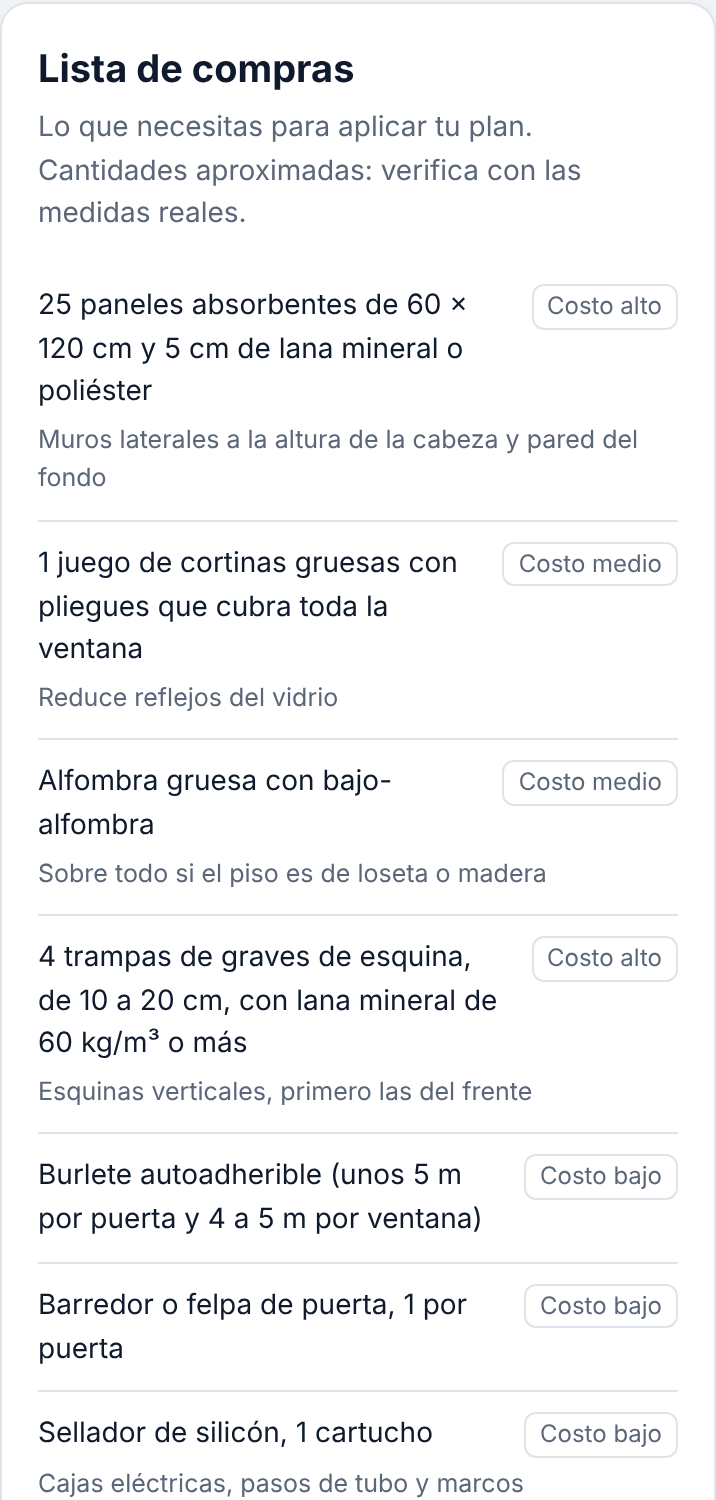 Lista de compras
Lo que necesitas para aplicar tu plan.
Cantidades aproximadas: verifica con las
medidas reales.
25 paneles absorbentes de 60 ×
120 cm y 5 cm de lana mineral o
poliéster
Costo alto
Muros laterales a la altura de la cabeza y pared del
fondo
1 juego de cortinas gruesas con
pliegues que cubra toda la
ventana
Costo medio
Reduce reflejos del vidrio
Alfombra gruesa con bajo-
alfombra
Costo medio
Sobre todo si el piso es de loseta o madera
4 trampas de graves de esquina,
de 10 a 20 cm, con lana mineral de
60 kg/m³ o más
Costo alto
Esquinas verticales, primero las del frente
Burlete autoadherible (unos 5 m
por puerta y 4 a 5 m por ventana)
Costo bajo
Barredor o felpa de puerta, 1 por
puerta
Costo bajo
Sellador de silicón, 1 cartucho
Costo bajo
Cajas eléctricas, pasos de tubo y marcos